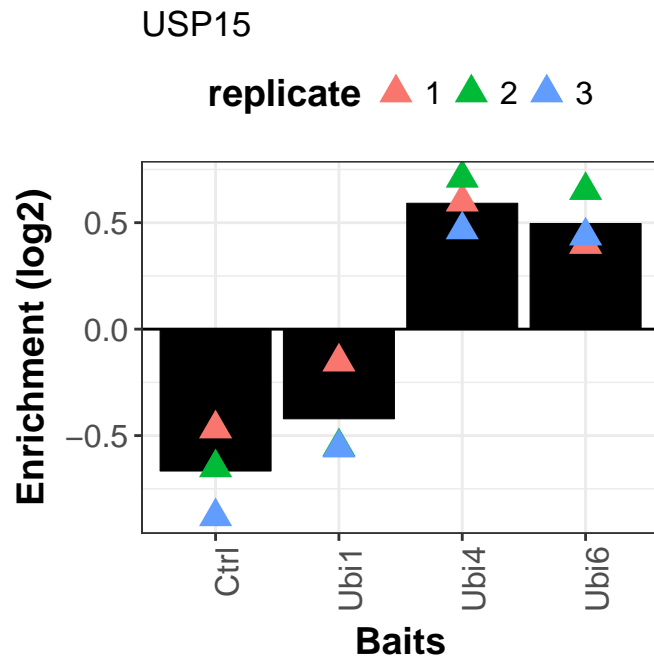 USP15
replicate 1 2 3
Enrichment (log2)
0.5
0.0
−0.5
Ctrl
Ubi1
Ubi4
Ubi6
Baits